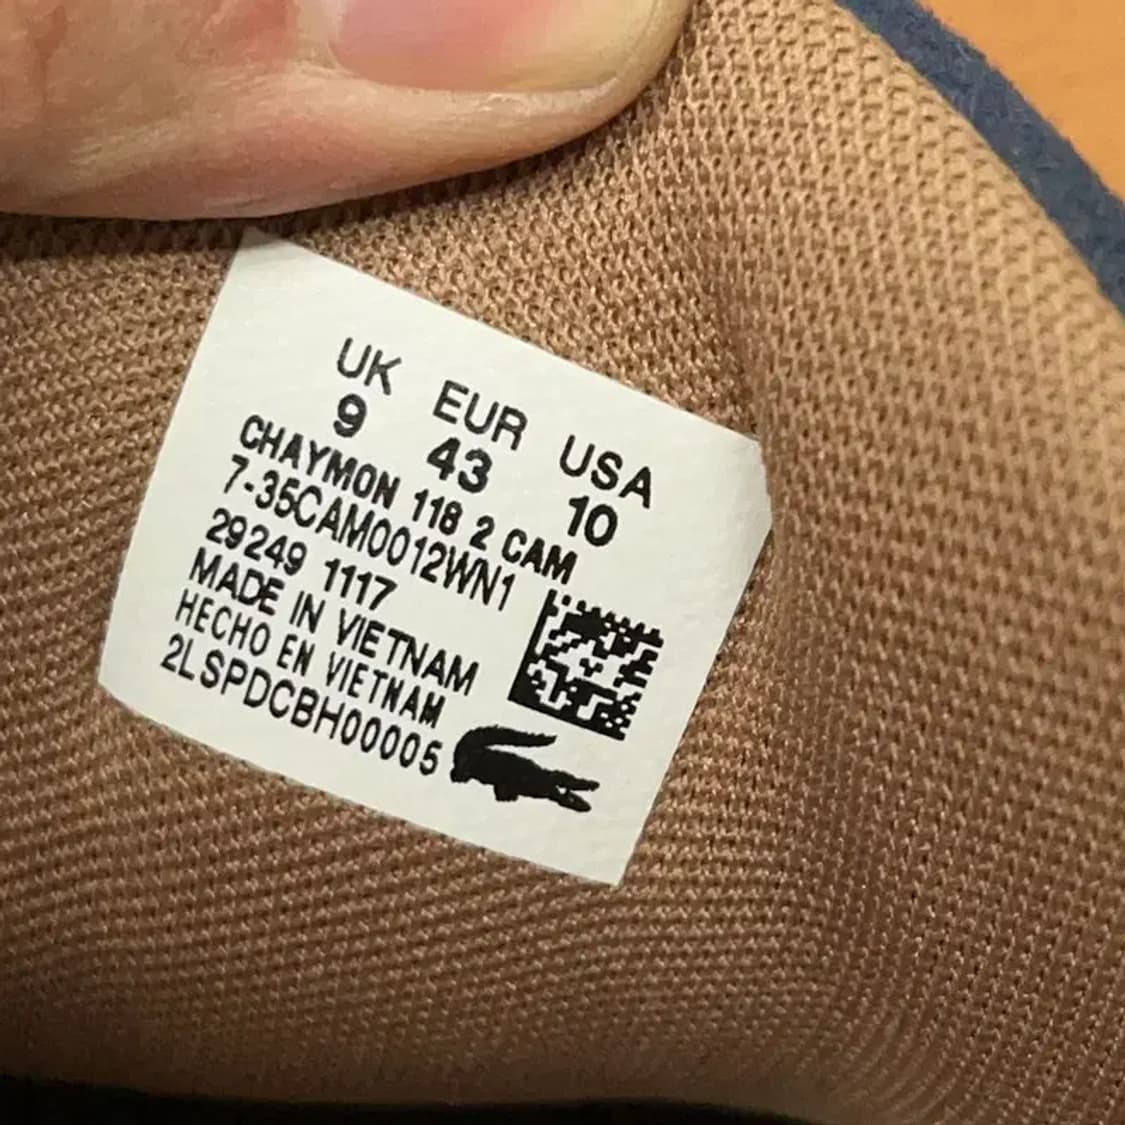 UK EUR USA
9 43 10
CHAYMON 118 2 CAM
7-35CAM0012WN1
29249 1117
MADE IN VIETNAM
HECHO EN VIETNAM
2LSPDCBH00005